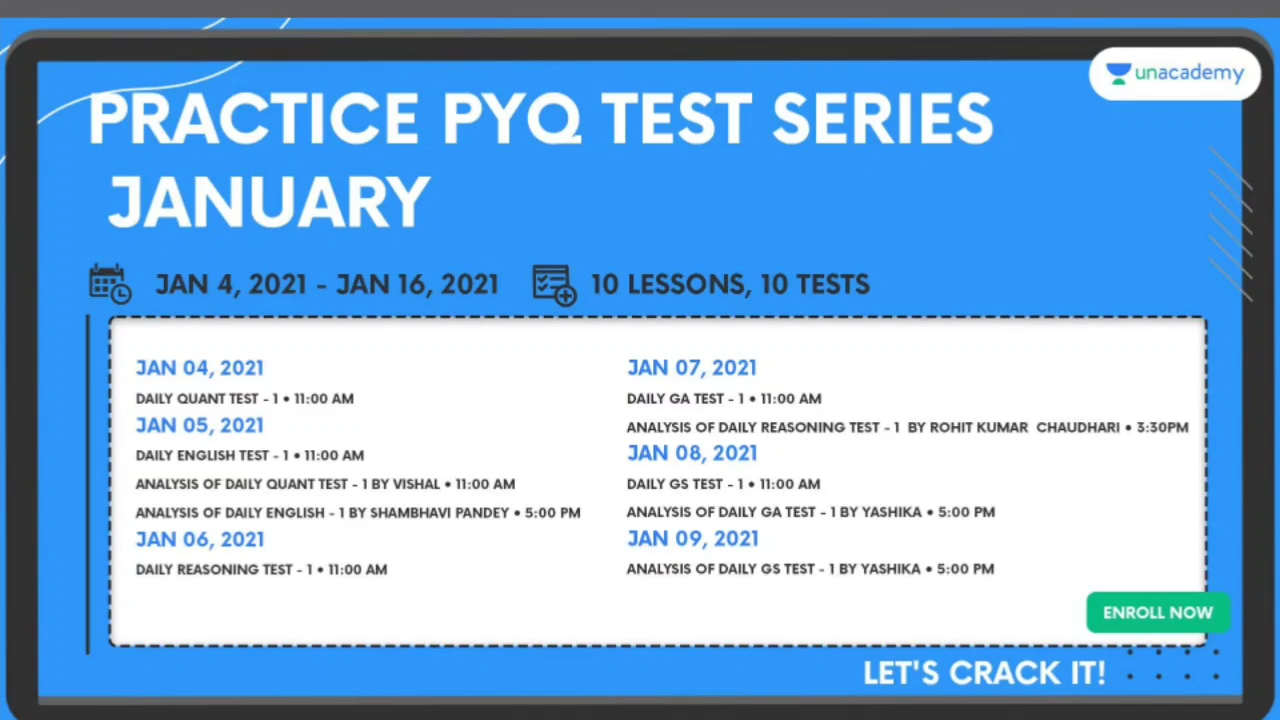 unacademy
PRACTICE PYQ TEST SERIES
JANUARY
JAN 4, 2021 - JAN 16, 2021
10 LESSONS, 10 TESTS
JAN 04, 2021
DAILY QUANT TEST - 1 • 11:00 AM
JAN 05, 2021
DAILY ENGLISH TEST - 1 • 11:00 AM
ANALYSIS OF DAILY QUANT TEST - 1 BY VISHAL • 11:00 AM
ANALYSIS OF DAILY ENGLISH - 1 BY SHAMBHAVI PANDEY • 5:00 PM
JAN 06, 2021
DAILY REASONING TEST - 1 • 11:00 AM
JAN 07, 2021
DAILY GA TEST - 1 • 11:00 AM
ANALYSIS OF DAILY REASONING TEST - 1 BY ROHIT KUMAR CHAUDHARI • 3:30PM
JAN 08, 2021
DAILY GS TEST - 1 • 11:00 AM
ANALYSIS OF DAILY GA TEST - 1 BY YASHIKA • 5:00 PM
JAN 09, 2021
ANALYSIS OF DAILY GS TEST - 1 BY YASHIKA • 5:00 PM
ENROLL NOW
LET'S CRACK IT!